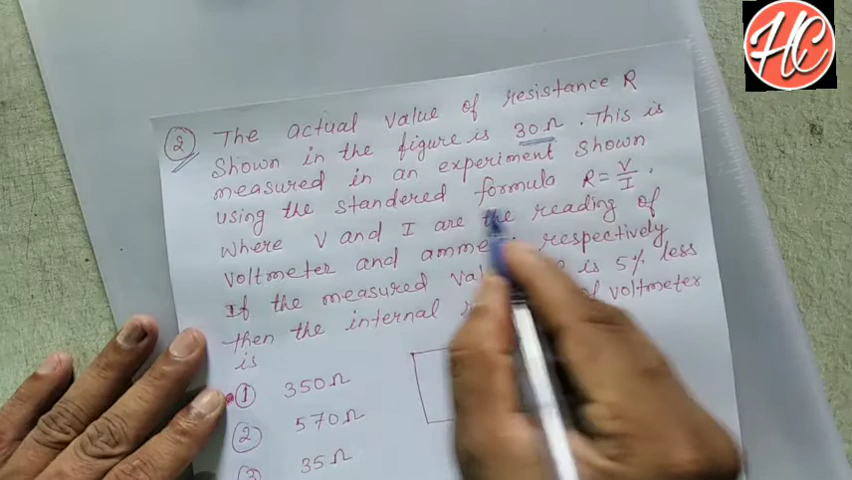 HC
② The actual value of resistance R
Shown in the figure is 30Ω. This is
measured in an experiment shown
using the standered formula R = V/I.
where V and I are the reading of
voltmeter and respectively
If the measured is 5% less
then the internal of voltmeter
is
① 350Ω
② 570Ω
③ 35Ω